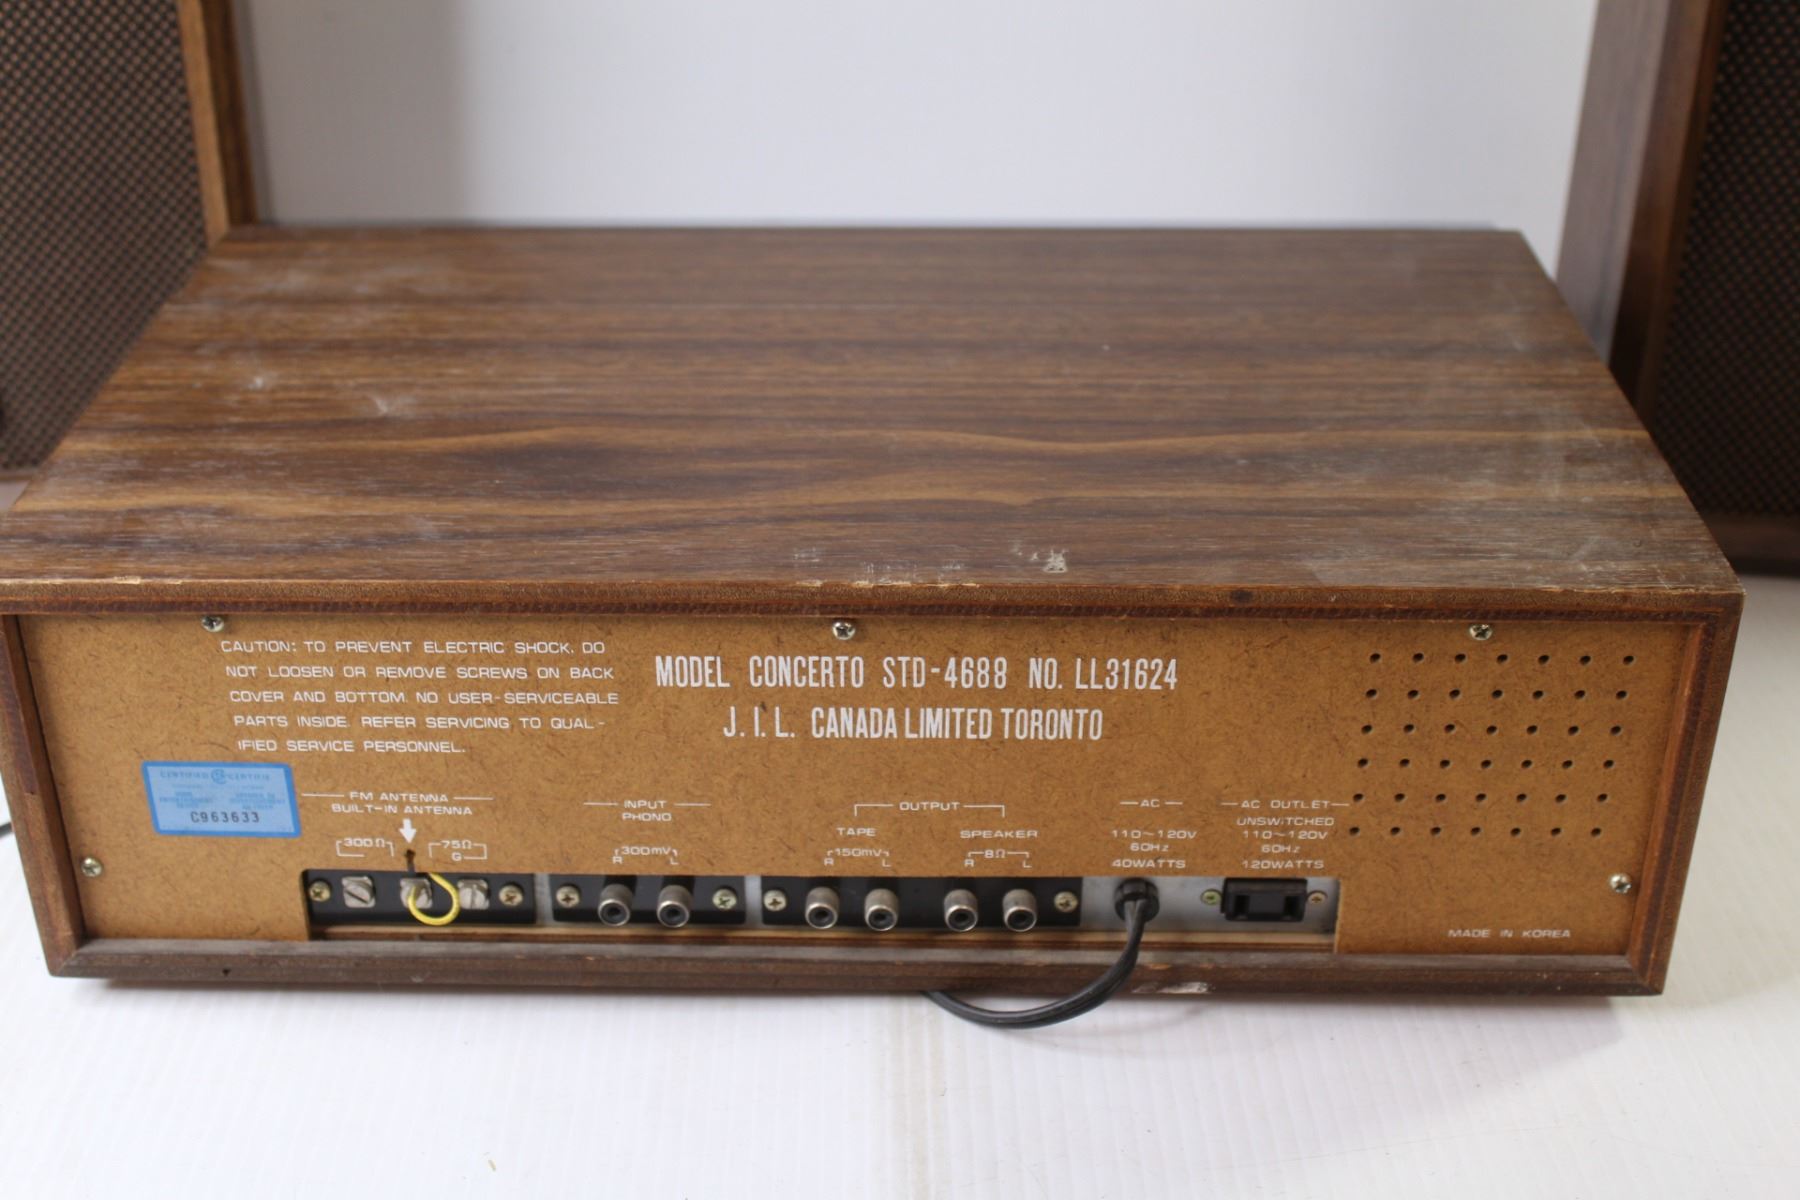 CAUTION: TO PREVENT ELECTRIC SHOCK, DO
NOT LOOSEN OR REMOVE SCREWS ON BACK
COVER AND BOTTOM. NO USER-SERVICEABLE
PARTS INSIDE. REFER SERVICING TO QUAL-
IFIED SERVICE PERSONNEL.
MODEL CONCERTO STD-4688 NO. LL31624
J.I.L. CANADA LIMITED TORONTO
CERTIFIED CERTIFIE
C963633
FM ANTENNA
BUILT-IN ANTENNA
300Ω
75Ω
G
INPUT
PHONO
300mV
R L
OUTPUT
TAPE
150mV
R L
SPEAKER
8Ω
R L
AC
110~120V
60Hz
40WATTS
AC OUTLET
UNSWITCHED
110~120V
60Hz
120WATTS
MADE IN KOREA